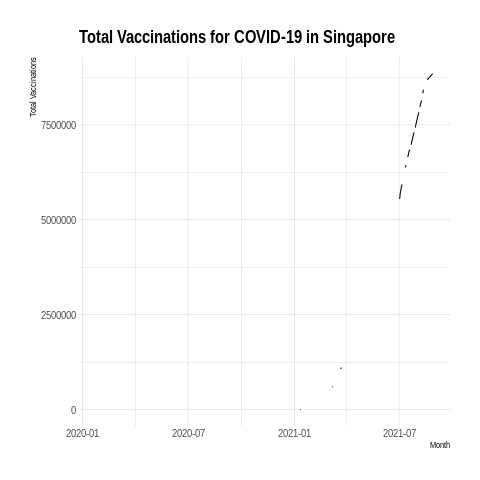 Total Vaccinations for COVID-19 in Singapore
Total Vaccinations
7500000
5000000
2500000
0
2020-01 2020-07 2021-01 2021-07
Month